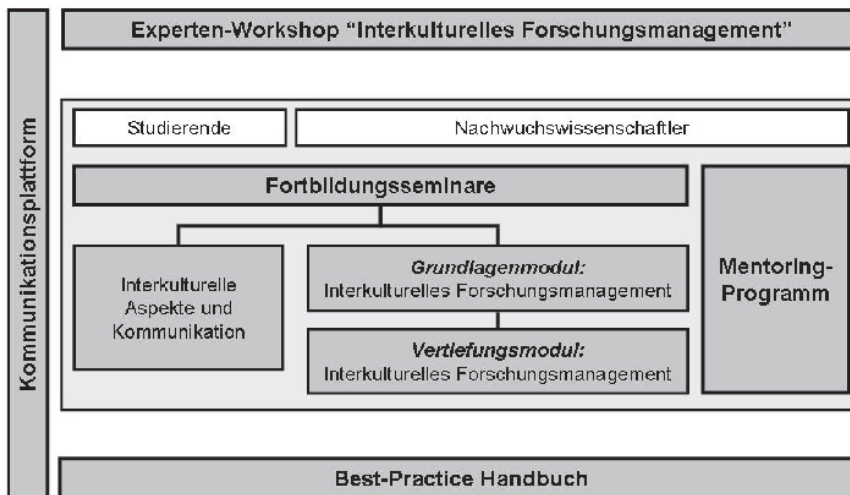 Kommunikationsplattform
Experten-Workshop “Interkulturelles Forschungsmanagement”
Studierende
Nachwuchswissenschaftler
Fortbildungsseminare
Interkulturelle
Aspekte und
Kommunikation
Grundlagenmodul:
Interkulturelles Forschungsmanagement
Vertiefungsmodul:
Interkulturelles Forschungsmanagement
Mentoring-
Programm
Best-Practice Handbuch